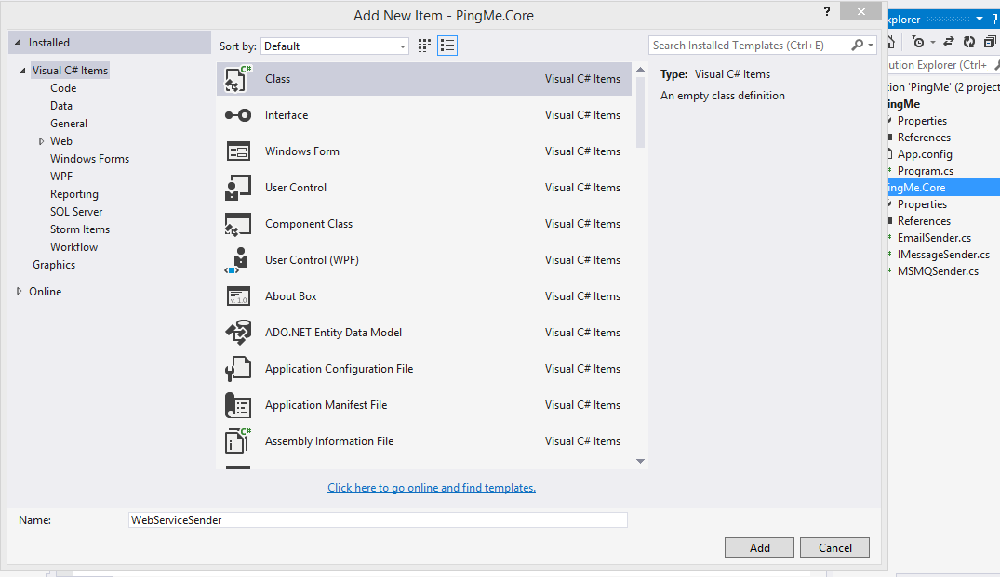 Add New Item - PingMe.Core
?
Installed
Visual C# Items
Code
Data
General
Web
Windows Forms
WPF
Reporting
SQL Server
Storm Items
Workflow
Graphics
Online
Sort by: Default
Class Visual C# Items
Interface Visual C# Items
Windows Form Visual C# Items
User Control Visual C# Items
Component Class Visual C# Items
User Control (WPF) Visual C# Items
About Box Visual C# Items
ADO.NET Entity Data Model Visual C# Items
Application Configuration File Visual C# Items
Application Manifest File Visual C# Items
Assembly Information File Visual C# Items
Click here to go online and find templates.
Search Installed Templates (Ctrl+E)
Type: Visual C# Items
An empty class definition
Name: WebServiceSender
Add
Cancel
xplorer
ution Explorer (Ctrl+
tion 'PingMe' (2 project
ingMe
Properties
References
App.config
Program.cs
ingMe.Core
Properties
References
EmailSender.cs
IMessageSender.cs
MSMQSender.cs